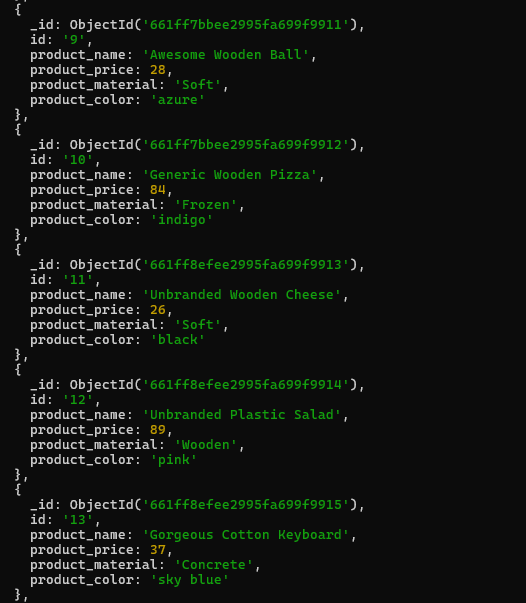 {
_id: ObjectId('661ff7bbee2995fa699f9911'),
id: '9',
product_name: 'Awesome Wooden Ball',
product_price: 28,
product_material: 'Soft',
product_color: 'azure'
},
{
_id: ObjectId('661ff7bbee2995fa699f9912'),
id: '10',
product_name: 'Generic Wooden Pizza',
product_price: 84,
product_material: 'Frozen',
product_color: 'indigo'
},
{
_id: ObjectId('661ff8efee2995fa699f9913'),
id: '11',
product_name: 'Unbranded Wooden Cheese',
product_price: 26,
product_material: 'Soft',
product_color: 'black'
},
{
_id: ObjectId('661ff8efee2995fa699f9914'),
id: '12',
product_name: 'Unbranded Plastic Salad',
product_price: 89,
product_material: 'Wooden',
product_color: 'pink'
},
{
_id: ObjectId('661ff8efee2995fa699f9915'),
id: '13',
product_name: 'Gorgeous Cotton Keyboard',
product_price: 37,
product_material: 'Concrete',
product_color: 'sky blue'
},